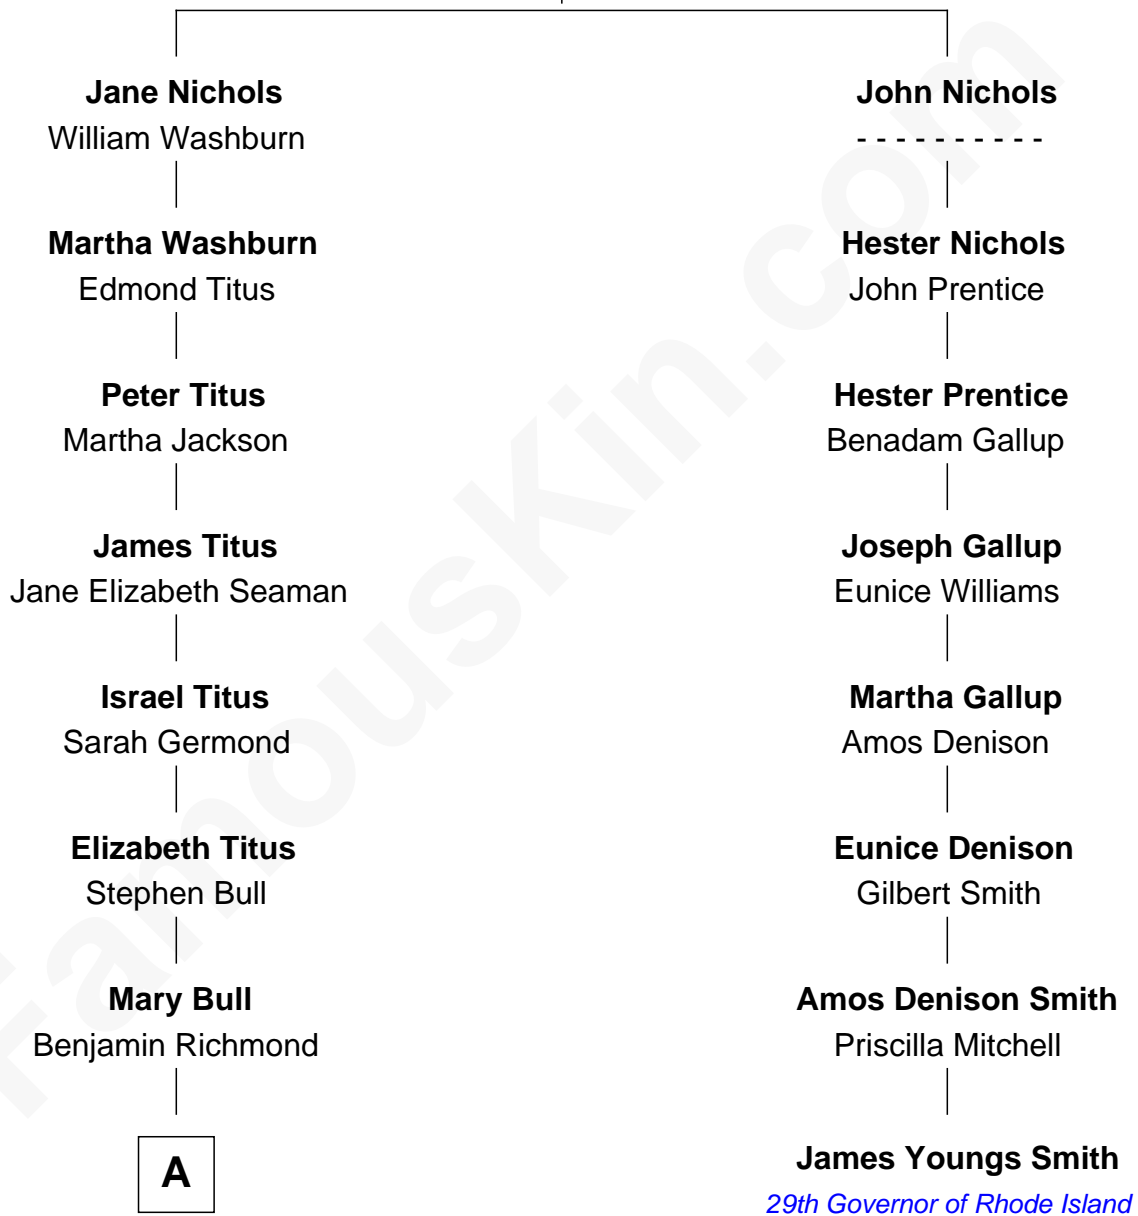 Jane Nichols
William Washburn
John Nichols
- - - - - - - - - -
Martha Washburn
Edmond Titus
Hester Nichols
John Prentice
Peter Titus
Martha Jackson
Hester Prentice
Benadam Gallup
James Titus
Jane Elizabeth Seaman
Joseph Gallup
Eunice Williams
Israel Titus
Sarah Germond
Martha Gallup
Amos Denison
Elizabeth Titus
Stephen Bull
Eunice Denison
Gilbert Smith
Mary Bull
Benjamin Richmond
Amos Denison Smith
Priscilla Mitchell
A
James Youngs Smith
29th Governor of Rhode Island
FamousKin.com